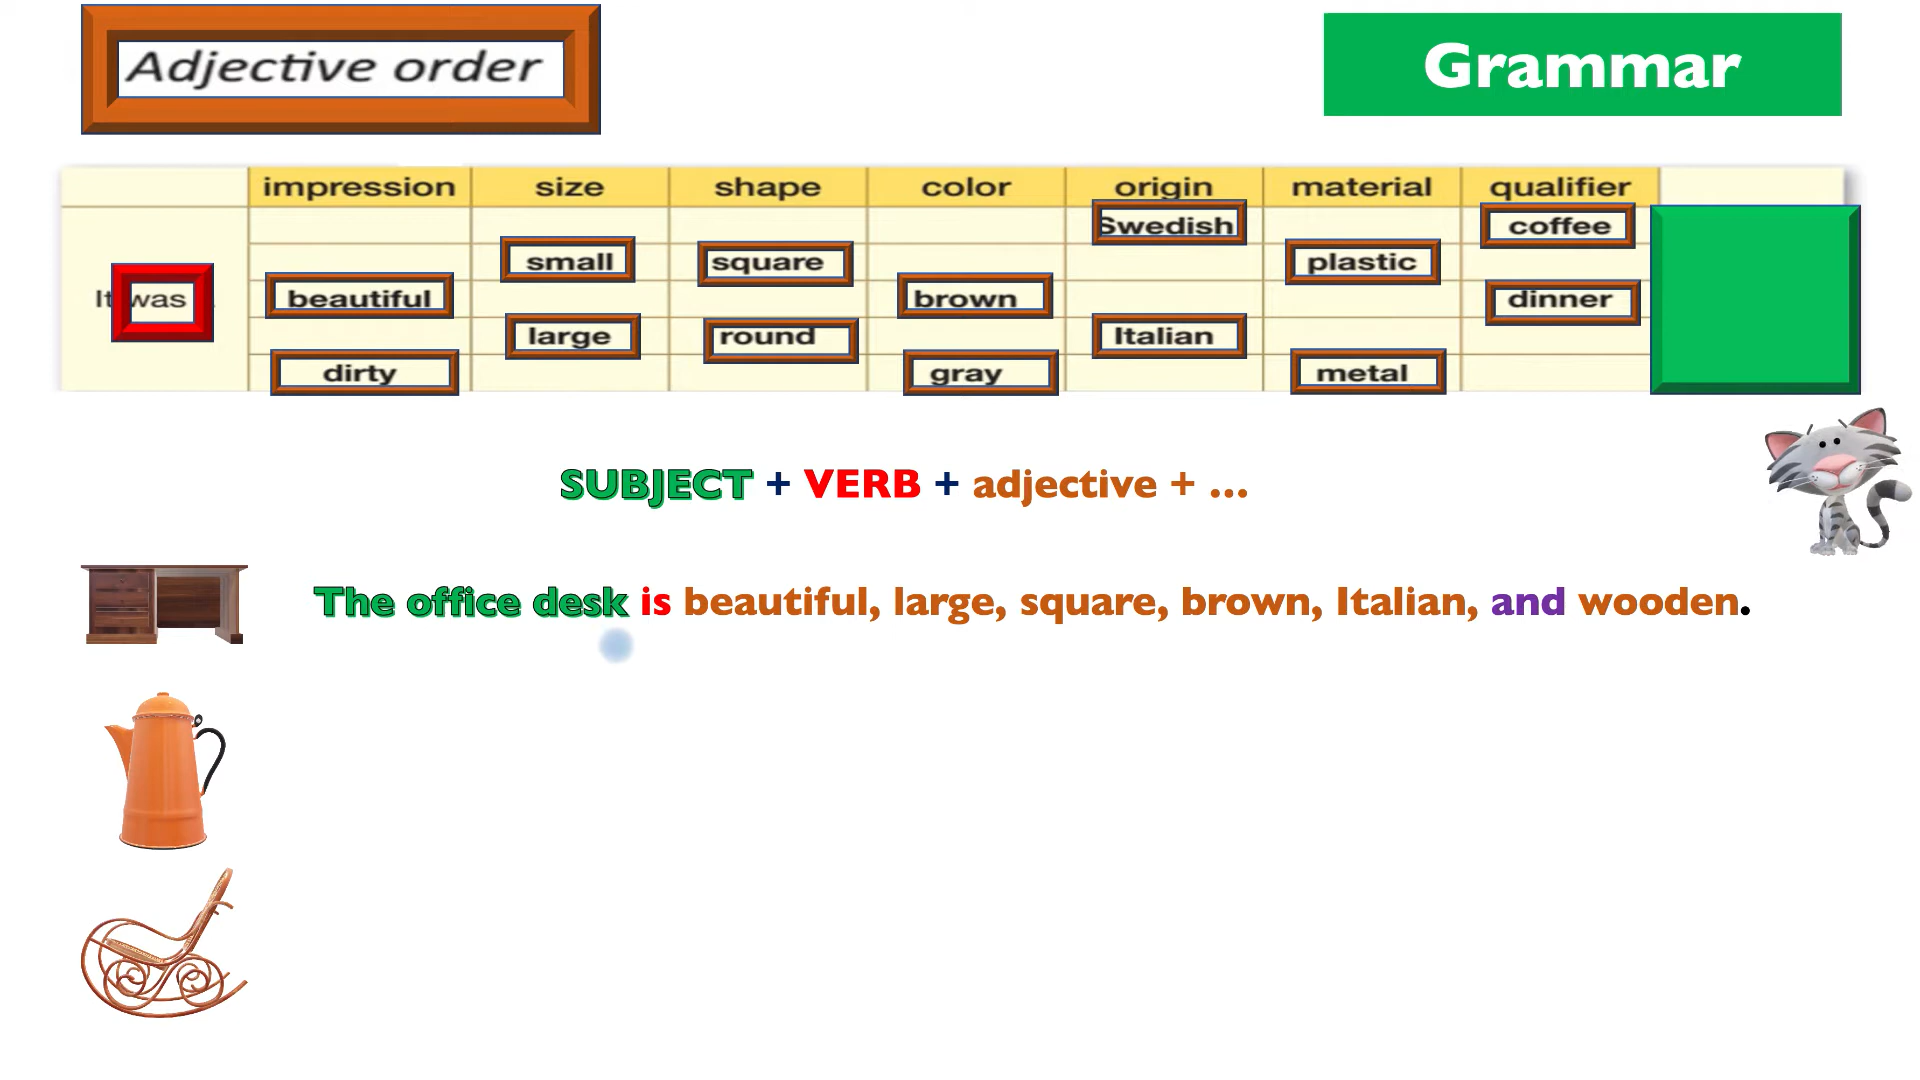 Adjective order
Grammar
impression size shape color origin material qualifier
Swedish coffee
small square plastic
It was beautiful brown dinner
large round Italian
dirty gray metal
SUBJECT + VERB + adjective + ...
The office desk is beautiful, large, square, brown, Italian, and wooden.